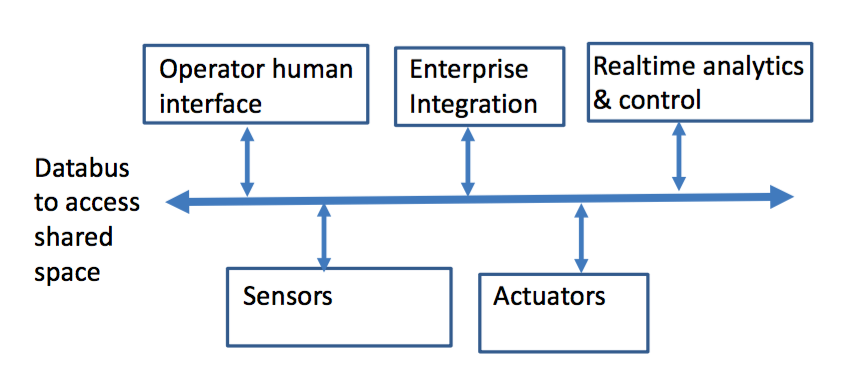 Operator human
interface
Enterprise
Integration
Realtime analytics
& control
Databus
to access
shared
space
Sensors
Actuators